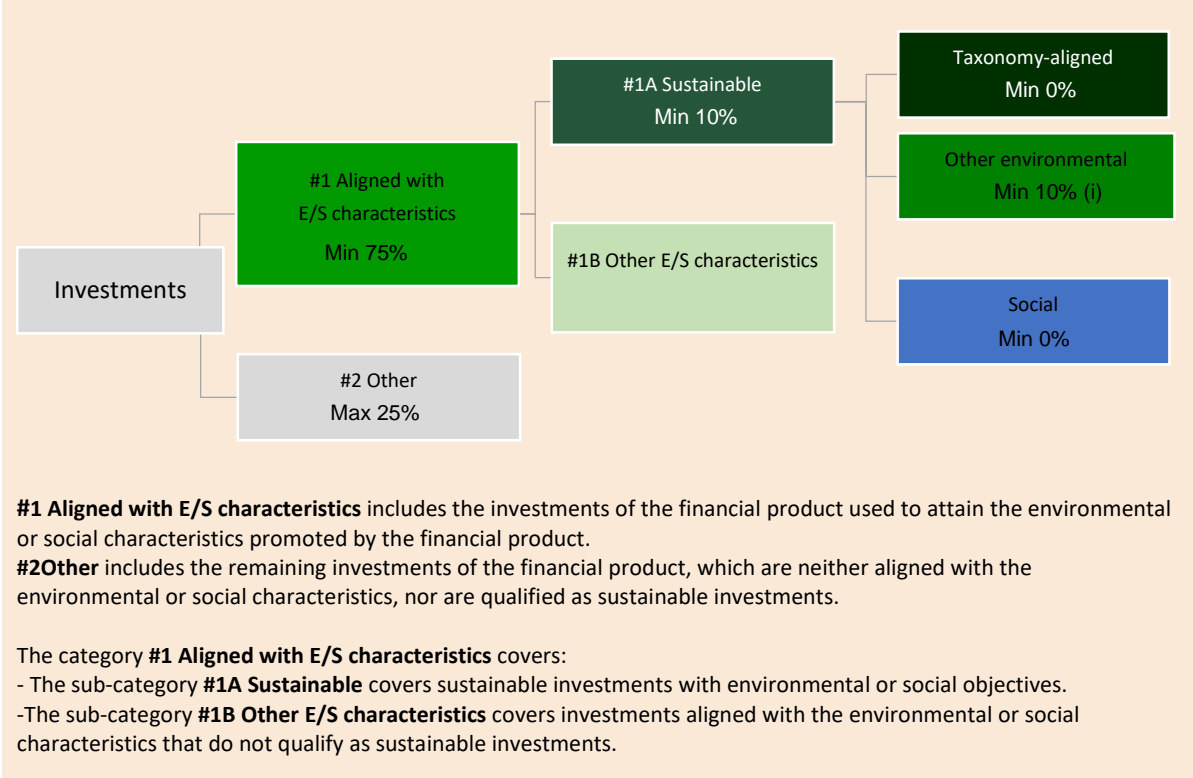 Investments
#1 Aligned with
E/S characteristics
Min 75%
#2 Other
Max 25%
#1A Sustainable
Min 10%
#1B Other E/S characteristics
Taxonomy-aligned
Min 0%
Other environmental
Min 10% (i)
Social
Min 0%
#1 Aligned with E/S characteristics includes the investments of the financial product used to attain the environmental
or social characteristics promoted by the financial product.
#2Other includes the remaining investments of the financial product, which are neither aligned with the
environmental or social characteristics, nor are qualified as sustainable investments.
The category #1 Aligned with E/S characteristics covers:
- The sub-category #1A Sustainable covers sustainable investments with environmental or social objectives.
-The sub-category #1B Other E/S characteristics covers investments aligned with the environmental or social
characteristics that do not qualify as sustainable investments.